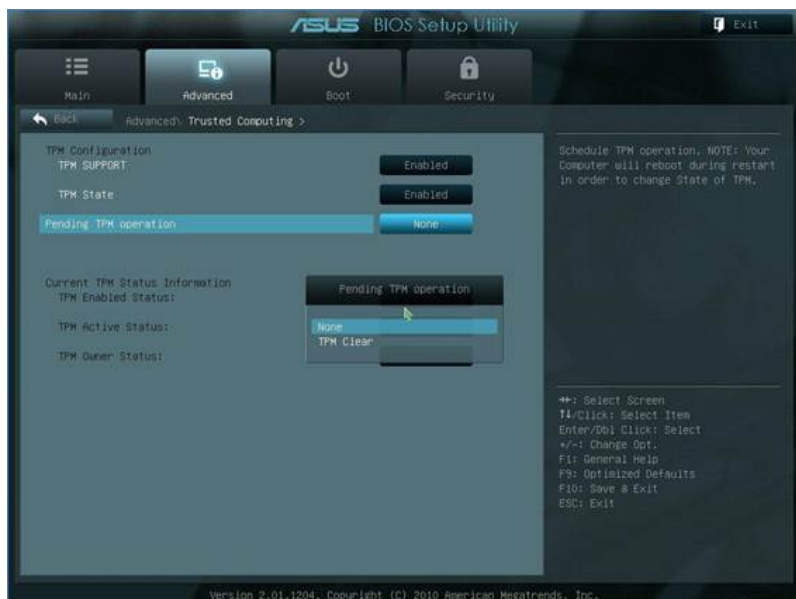 ASUS BIOS Setup Utility
Exit
Main
Advanced
Boot
Security
Back
Advanced\ Trusted Computing >
TPM Configuration
TPM SUPPORT
Enabled
TPM State
Enabled
Pending TPM operation
None
Current TPM Status Information
TPM Enabled Status:
TPM Active Status:
TPM Owner Status:
Pending TPM operation
None
TPM Clear
Schedule TPM operation. NOTE: Your
Computer will reboot during restart
in order to change State of TPM.
→←: Select Screen
↑↓/Click: Select Item
Enter/Dbl Click: Select
+/-: Change Opt.
F1: General Help
F9: Optimized Defaults
F10: Save & Exit
ESC: Exit
Version 2.01.1204. Copyright (C) 2010 American Megatrends, Inc.